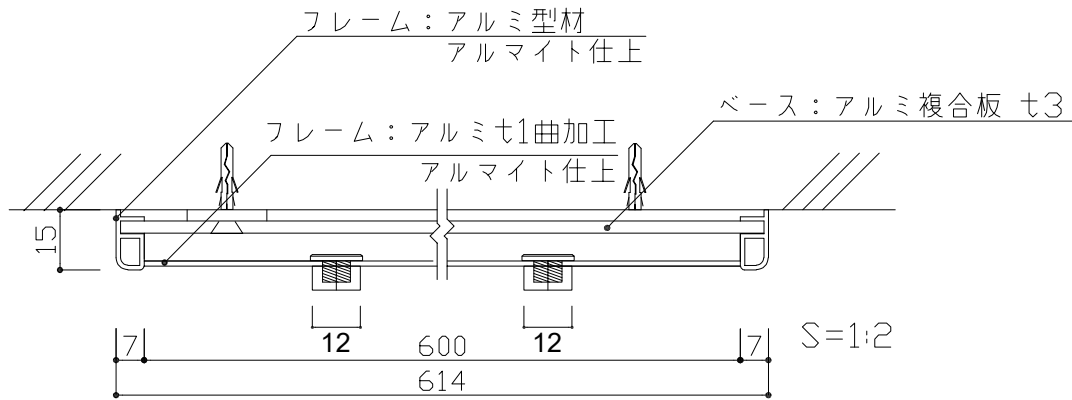 フレーム：アルミ型材
アルマイト仕上
ベース：アルミ複合板 t3
フレーム：アルミt1曲加工
アルマイト仕上
15
12
12
S=1:2
7
600
7
614